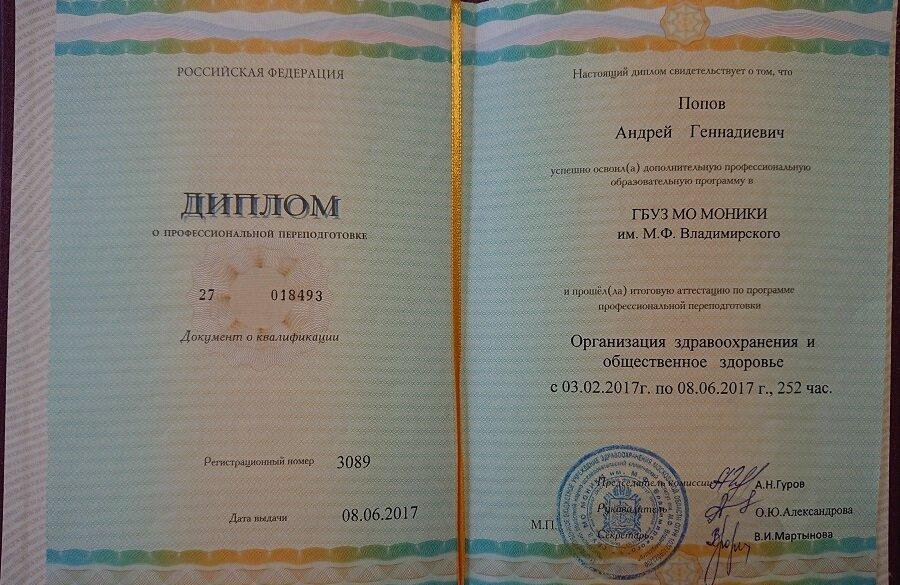 РОССИЙСКАЯ ФЕДЕРАЦИЯ
ДИПЛОМ
О ПРОФЕССИОНАЛЬНОЙ ПЕРЕПОДГОТОВКЕ
27 018493
Документ о квалификации
Регистрационный номер 3089
Дата выдачи 08.06.2017
Настоящий диплом свидетельствует о том, что
Попов
Андрей Геннадиевич
успешно освоил(а) дополнительную профессиональную
образовательную программу в
ГБУЗ МО МОНИКИ
им. М.Ф. Владимирского
и прошёл(ла) итоговую аттестацию по программе
профессиональной переподготовки
Организация здравоохранения и
общественное здоровье
с 03.02.2017г. по 08.06.2017 г., 252 час.
Председатель комиссии А.Н.Гуров
Руководитель О.Ю.Александрова
М.П.
Секретарь В.И.Мартынова